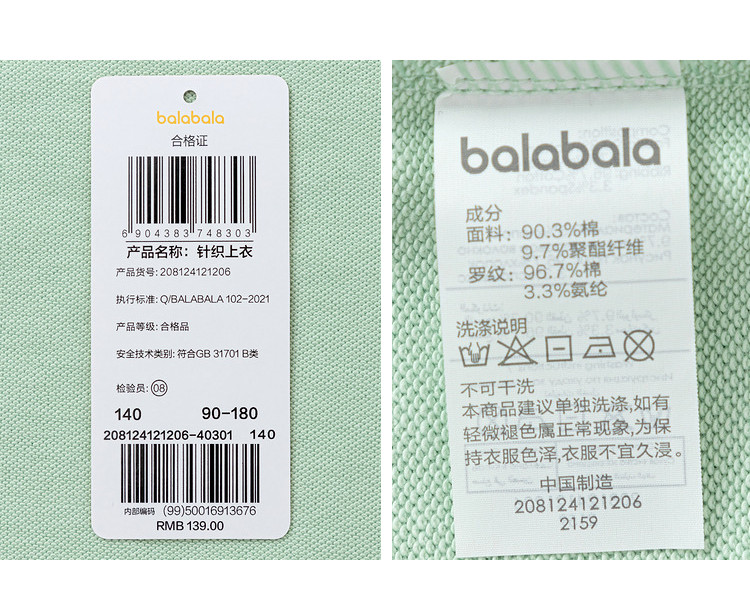 balabala
合格证
6 904383 748303
产品名称：针织上衣
产品货号：208124121206
执行标准：Q/BALABALA 102-2021
产品等级：合格品
安全技术类别：符合GB 31701 B类
检验员：08
140 90-180
208124121206-40301 140
内部编码 (99)50016913676
RMB 139.00
balabala
成分
面料：90.3%棉
9.7%聚酯纤维
罗纹：96.7%棉
3.3%氨纶
洗涤说明
不可干洗
本商品建议单独洗涤,如有
轻微褪色属正常现象,为保
持衣服色泽,衣服不宜久浸。
中国制造
208124121206
2159